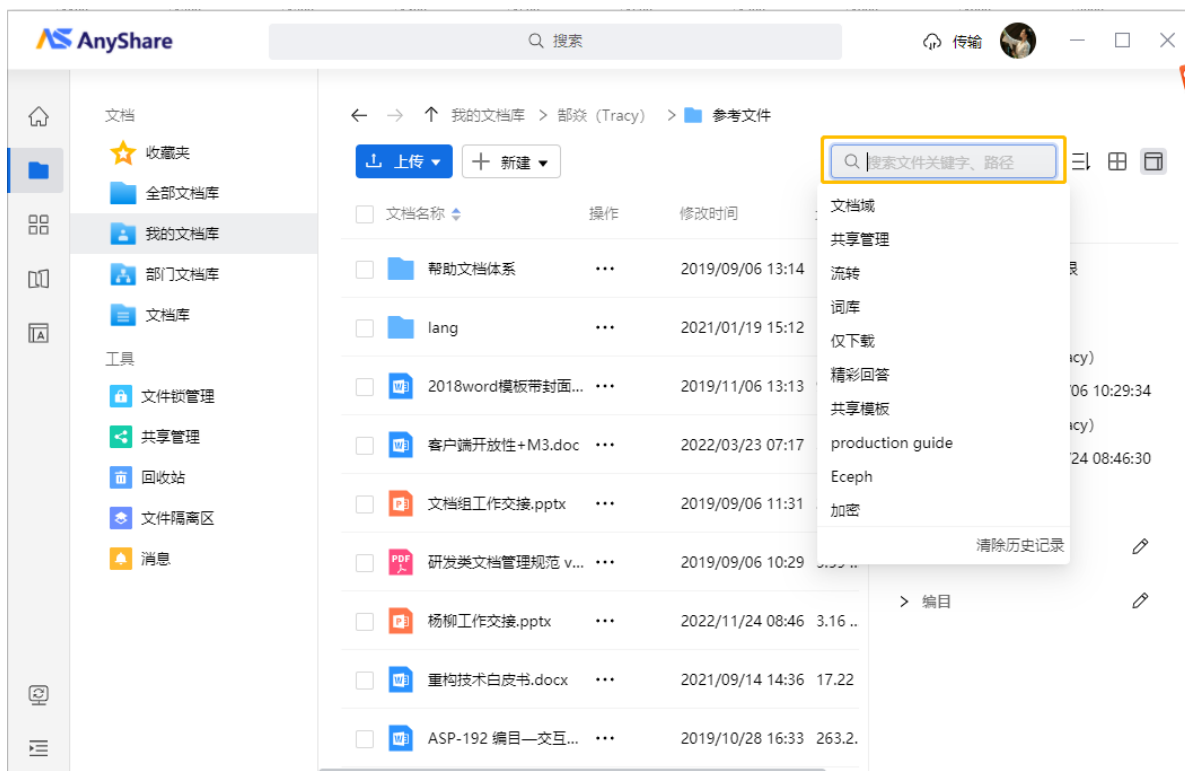 AnyShare
搜索
传输
文档
收藏夹
全部文档库
我的文档库
部门文档库
文档库
工具
文件锁管理
共享管理
回收站
文件隔离区
消息
我的文档库 > 郜焱 (Tracy) > 参考文件
上传
新建
搜索文件关键字、路径
文档名称 操作 修改时间
帮助文档体系 ... 2019/09/06 13:14
lang ... 2021/01/19 15:12
2018word模板带封面... ... 2019/11/06 13:13
客户端开放性+M3.doc ... 2022/03/23 07:17
文档组工作交接.pptx ... 2019/09/06 11:31
研发类文档管理规范 v... ... 2019/09/06 10:29
杨柳工作交接.pptx ... 2022/11/24 08:46 3.16 ..
重构技术白皮书.docx ... 2021/09/14 14:36 17.22
ASP-192 编目—交互... ... 2019/10/28 16:33 263.2.
文档域
共享管理
流转
词库
仅下载
精彩回答
共享模板
production guide
Eceph
加密
清除历史记录
acy)
06 10:29:34
acy)
24 08:46:30
编目